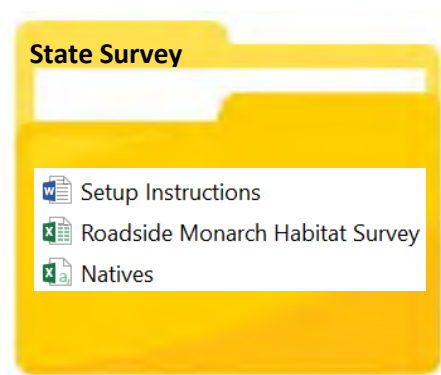 State Survey
Setup Instructions
Roadside Monarch Habitat Survey
Natives